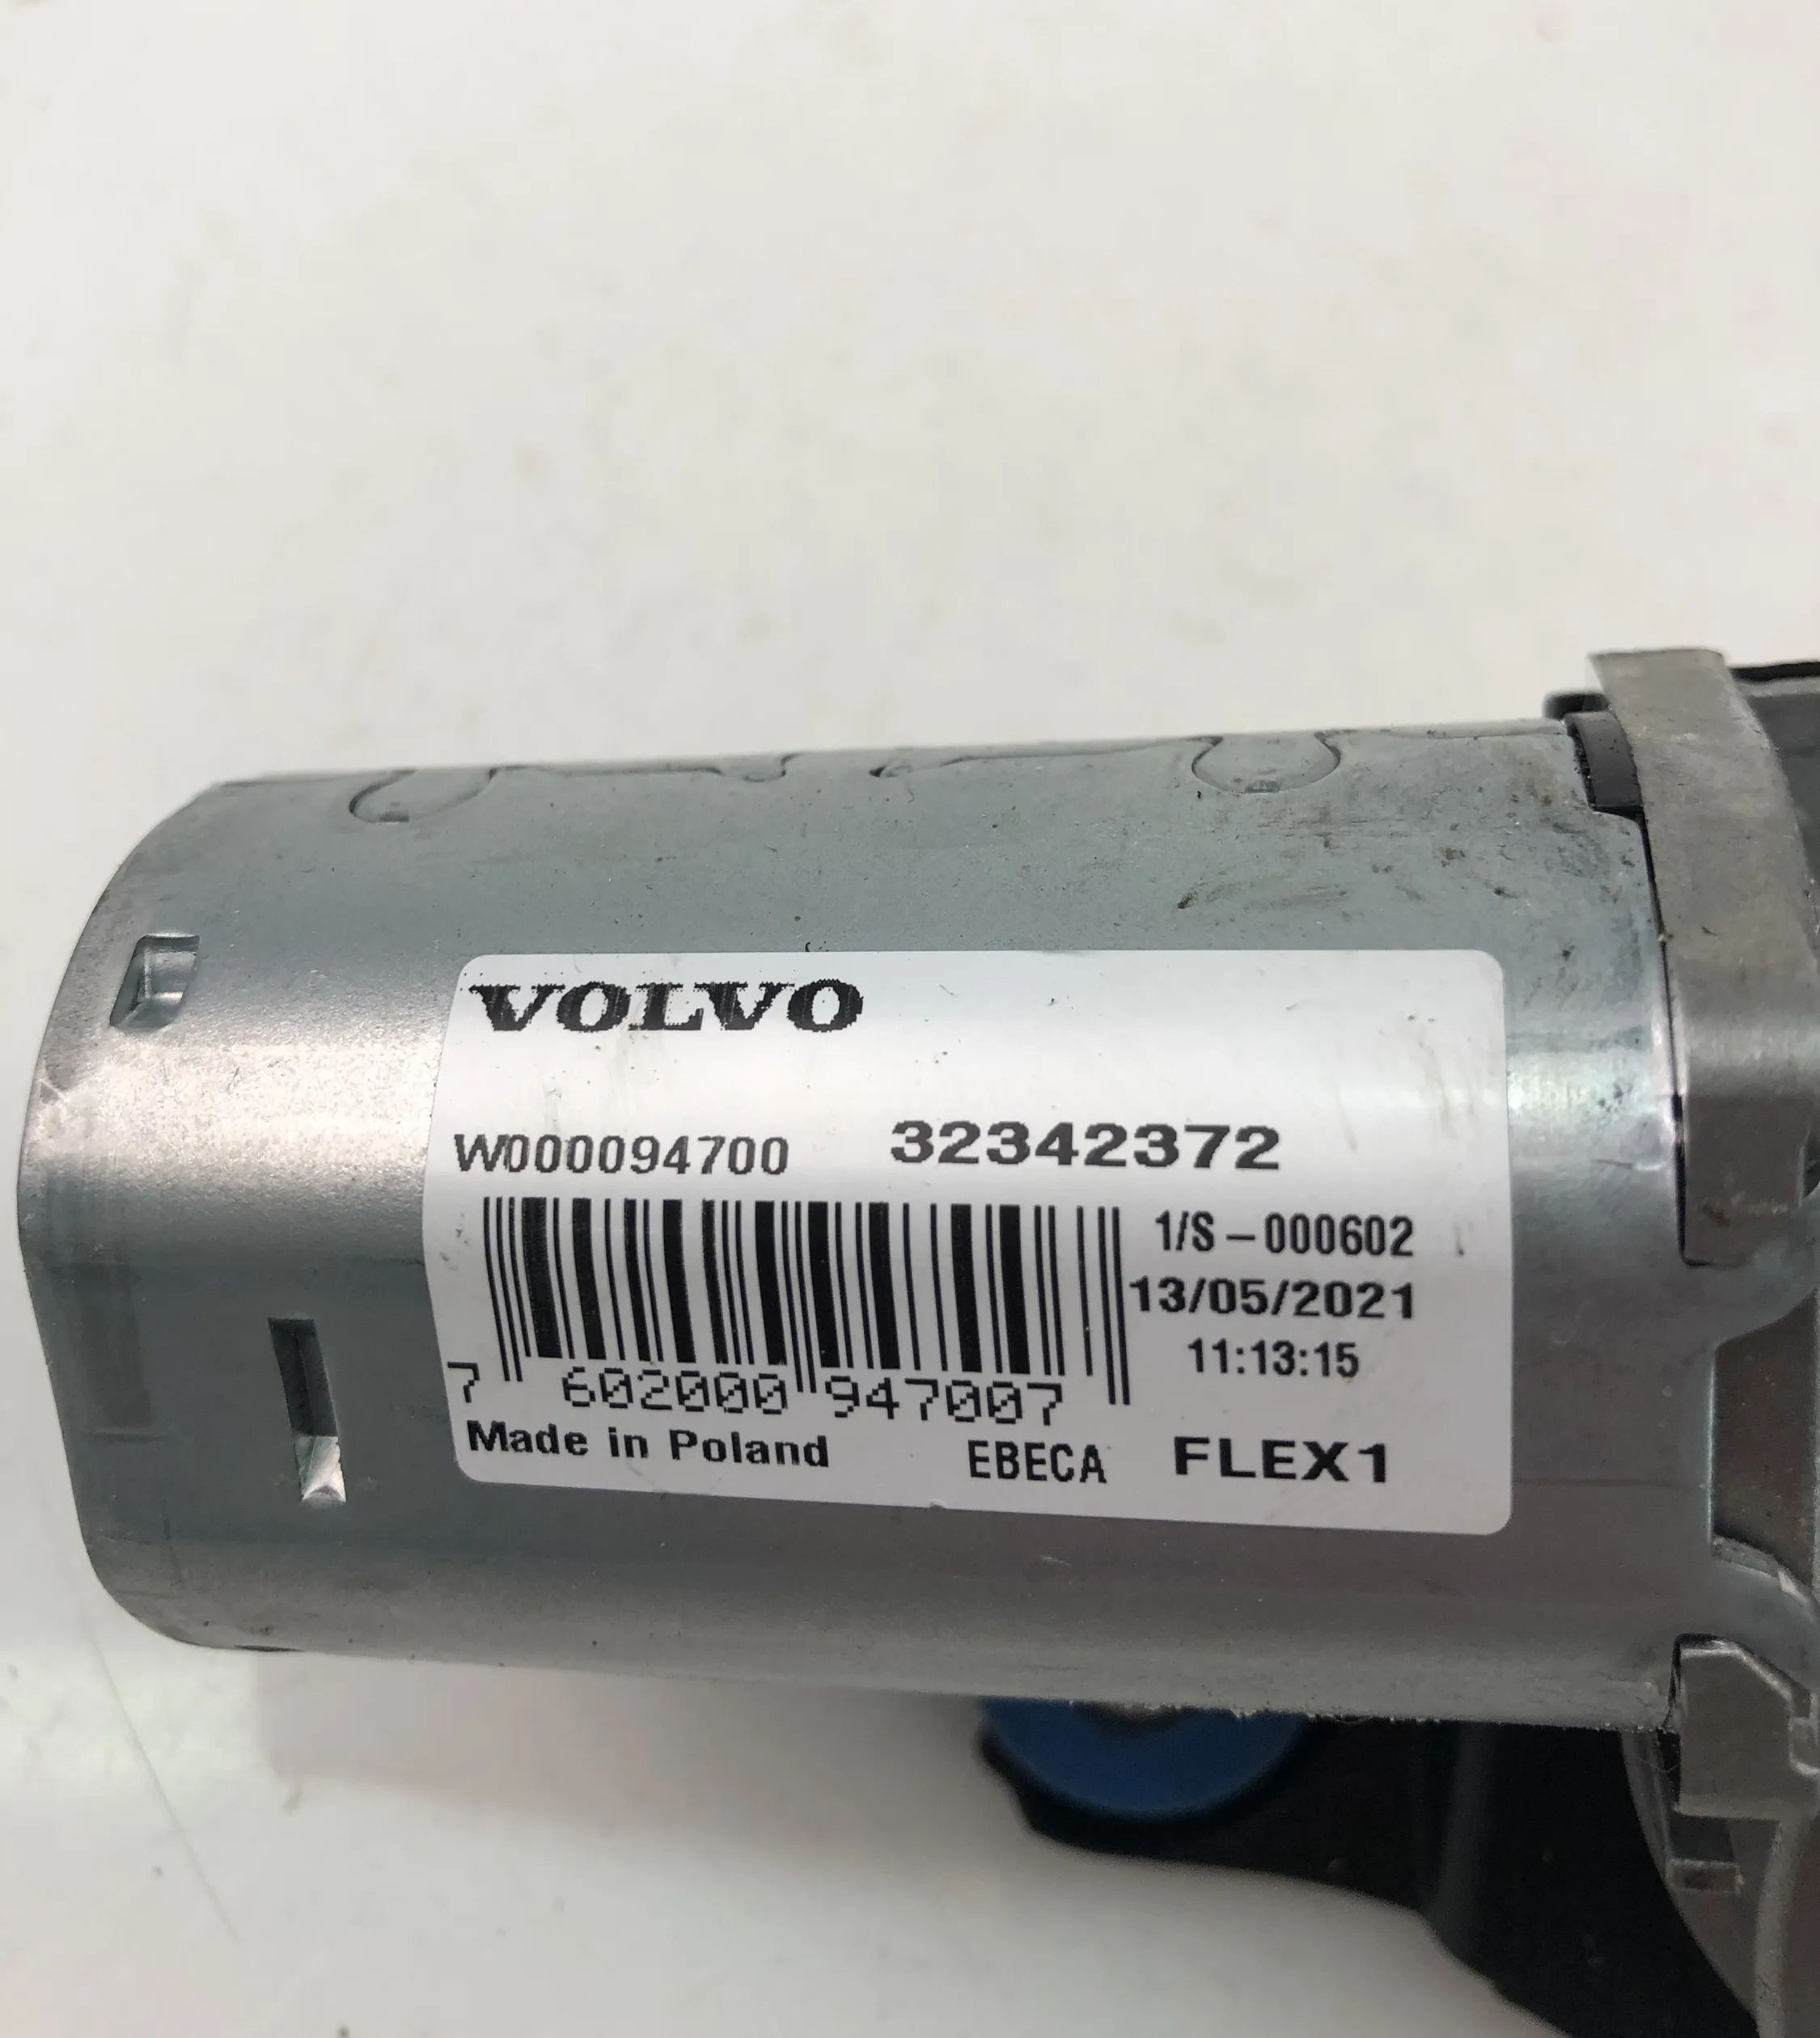 VOLVO
W000094700 32342372
1/S-000602
13/05/2021
11:13:15
7 602000 947007
Made in Poland EBECA FLEX1